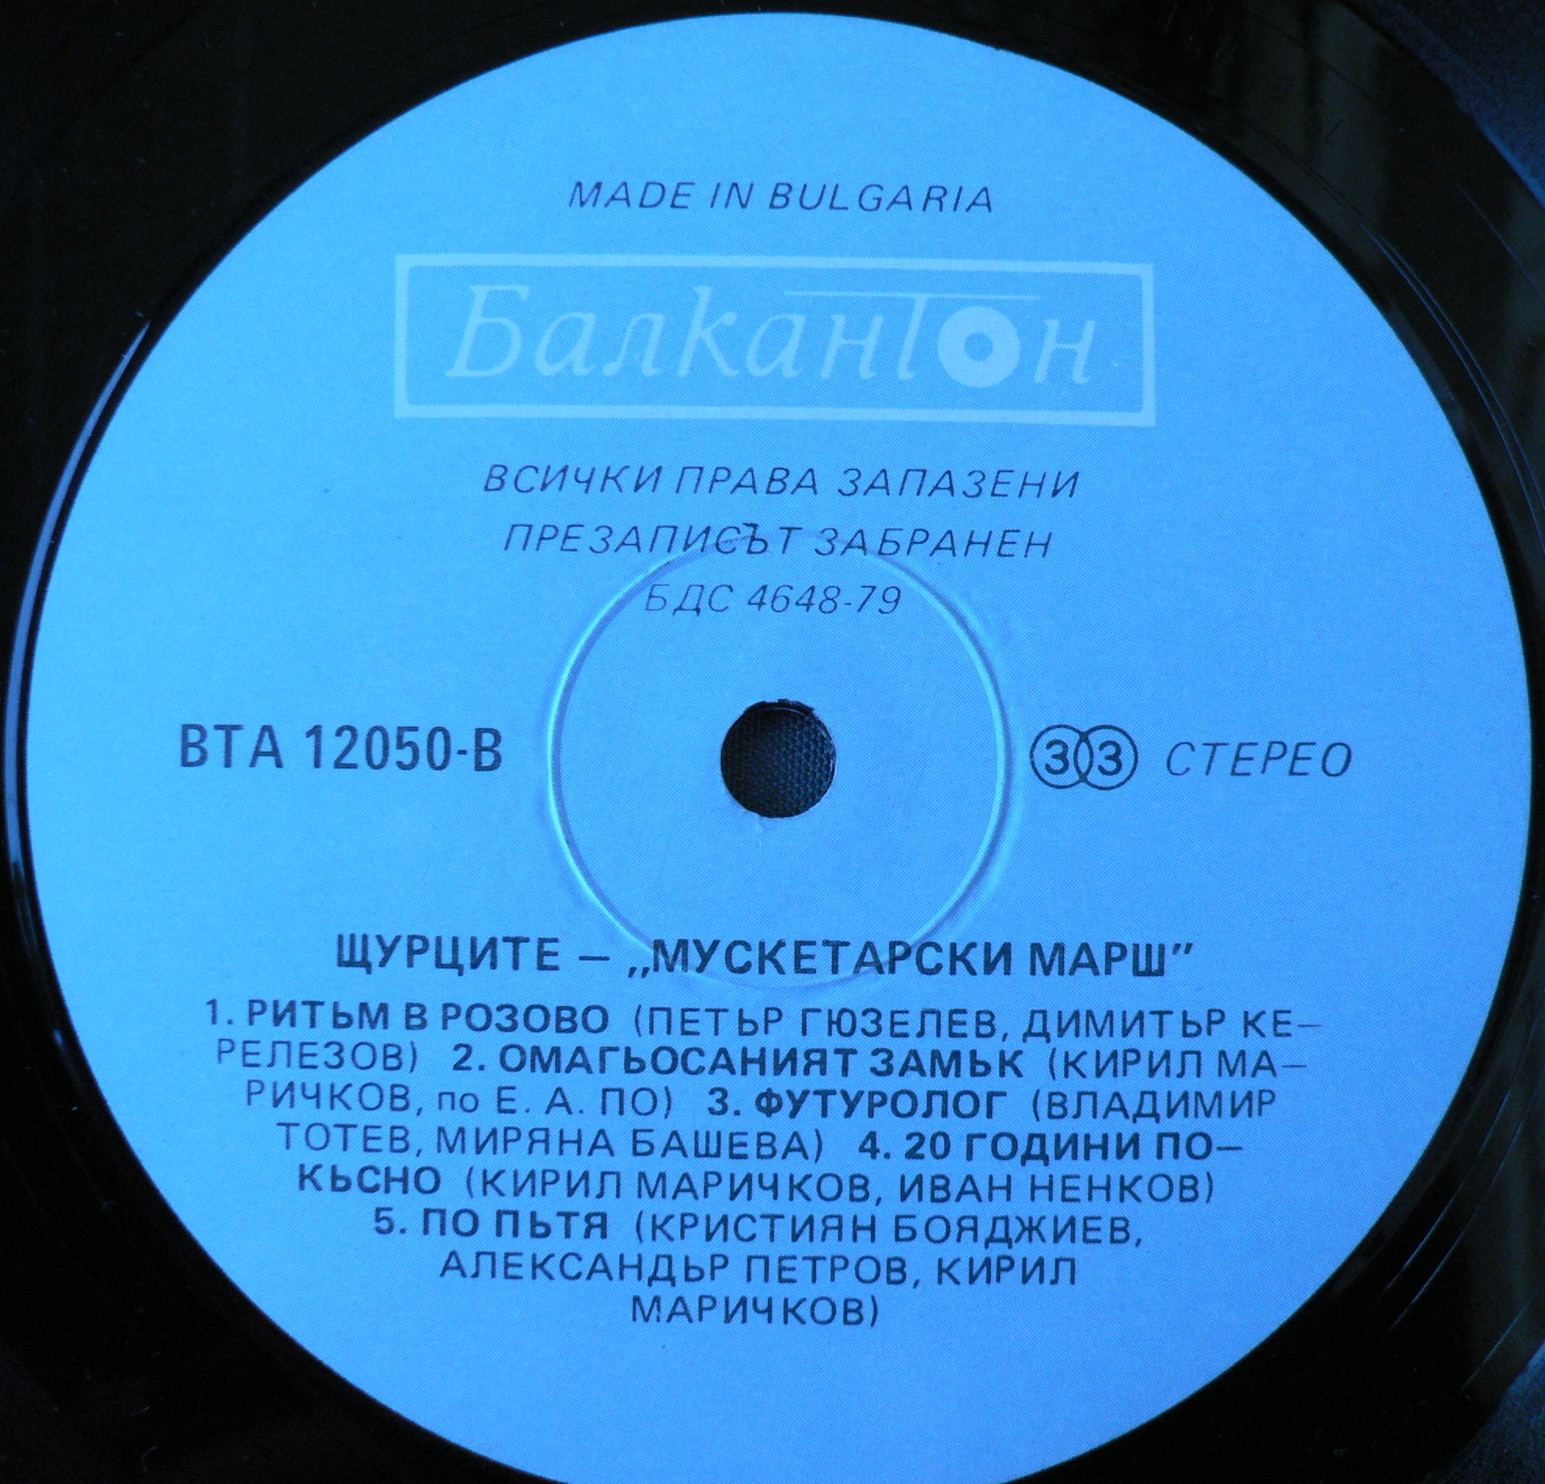 MADE IN BULGARIA
Балкантон
ВСИЧКИ ПРАВА ЗАПАЗЕНИ
ПРЕЗАПИСЪТ ЗАБРАНЕН
БДС 4648-79
ВТА 12050-В
33 СТЕРЕО
ЩУРЦИТЕ – „МУСКЕТАРСКИ МАРШ”
1. РИТЬМ В РОЗОВО (ПЕТЬР ГЮЗЕЛЕВ, ДИМИТЬР КЕ–
РЕЛЕЗОВ) 2. ОМАГЬОСАНИЯТ ЗАМЬК (КИРИЛ МА–
РИЧКОВ, по Е. А. ПО) 3. ФУТУРОЛОГ (ВЛАДИМИР
ТОТЕВ, МИРЯНА БАШЕВА) 4. 20 ГОДИНИ ПО–
КЬСНО (КИРИЛ МАРИЧКОВ, ИВАН НЕНКОВ)
5. ПО ПЬТЯ (КРИСТИЯН БОЯДЖИЕВ,
АЛЕКСАНДЬР ПЕТРОВ, КИРИЛ
МАРИЧКОВ)